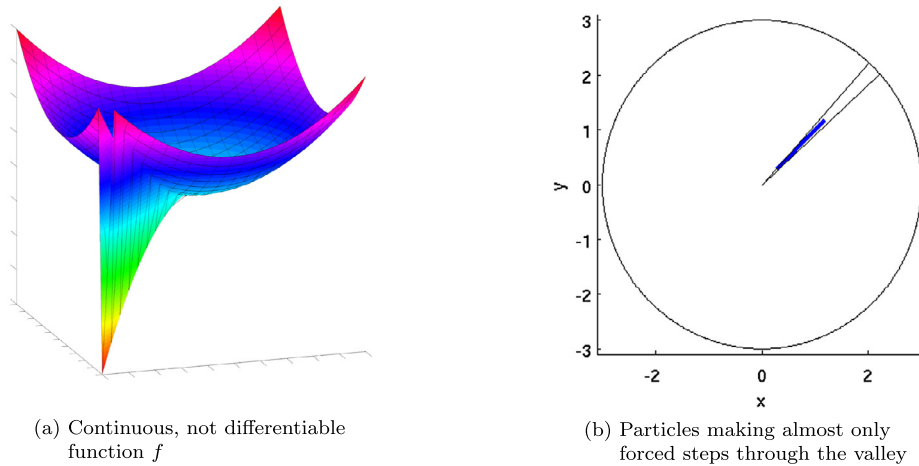 3
2
1
0
-1
-2
-3
y
-2
0
2
x
(a) Continuous, not differentiable
function f
(b) Particles making almost only
forced steps through the valley